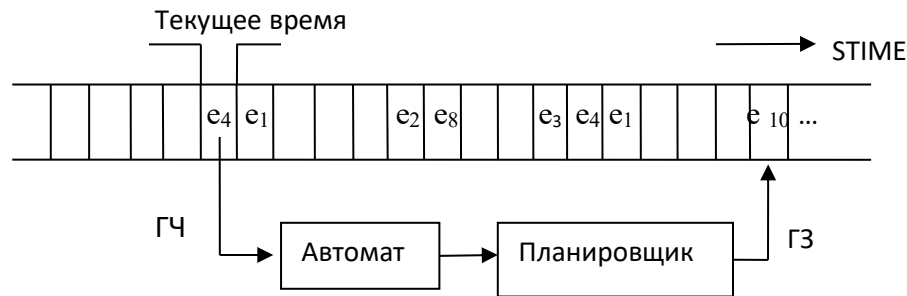 Текущее время
STIME
e₄ e₁ e₂ e₈ e₃ e₄ e₁ e ₁₀ ...
ГЧ
Автомат
Планировщик
ГЗ